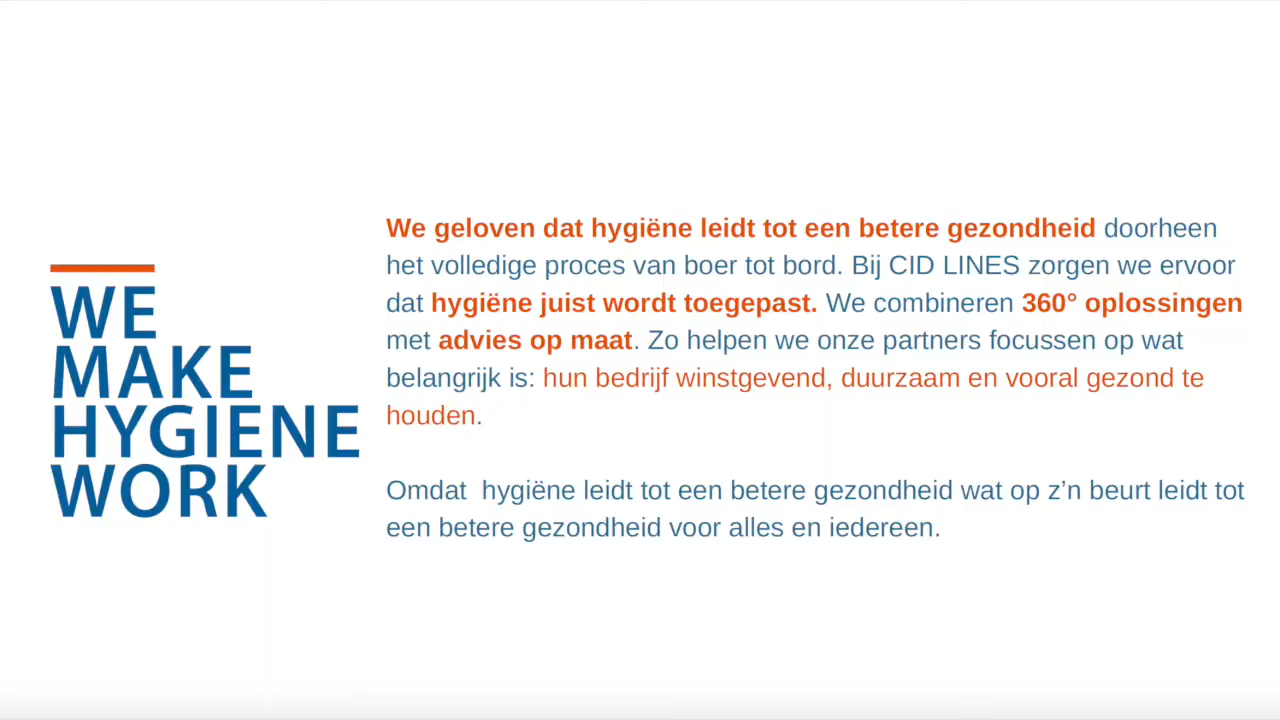 WE
MAKE
HYGIENE
WORK
We geloven dat hygiëne leidt tot een betere gezondheid doorheen
het volledige proces van boer tot bord. Bij CID LINES zorgen we ervoor
dat hygiëne juist wordt toegepast. We combineren 360° oplossingen
met advies op maat. Zo helpen we onze partners focussen op wat
belangrijk is: hun bedrijf winstgevend, duurzaam en vooral gezond te
houden.
Omdat  hygiëne leidt tot een betere gezondheid wat op z’n beurt leidt tot
een betere gezondheid voor alles en iedereen.